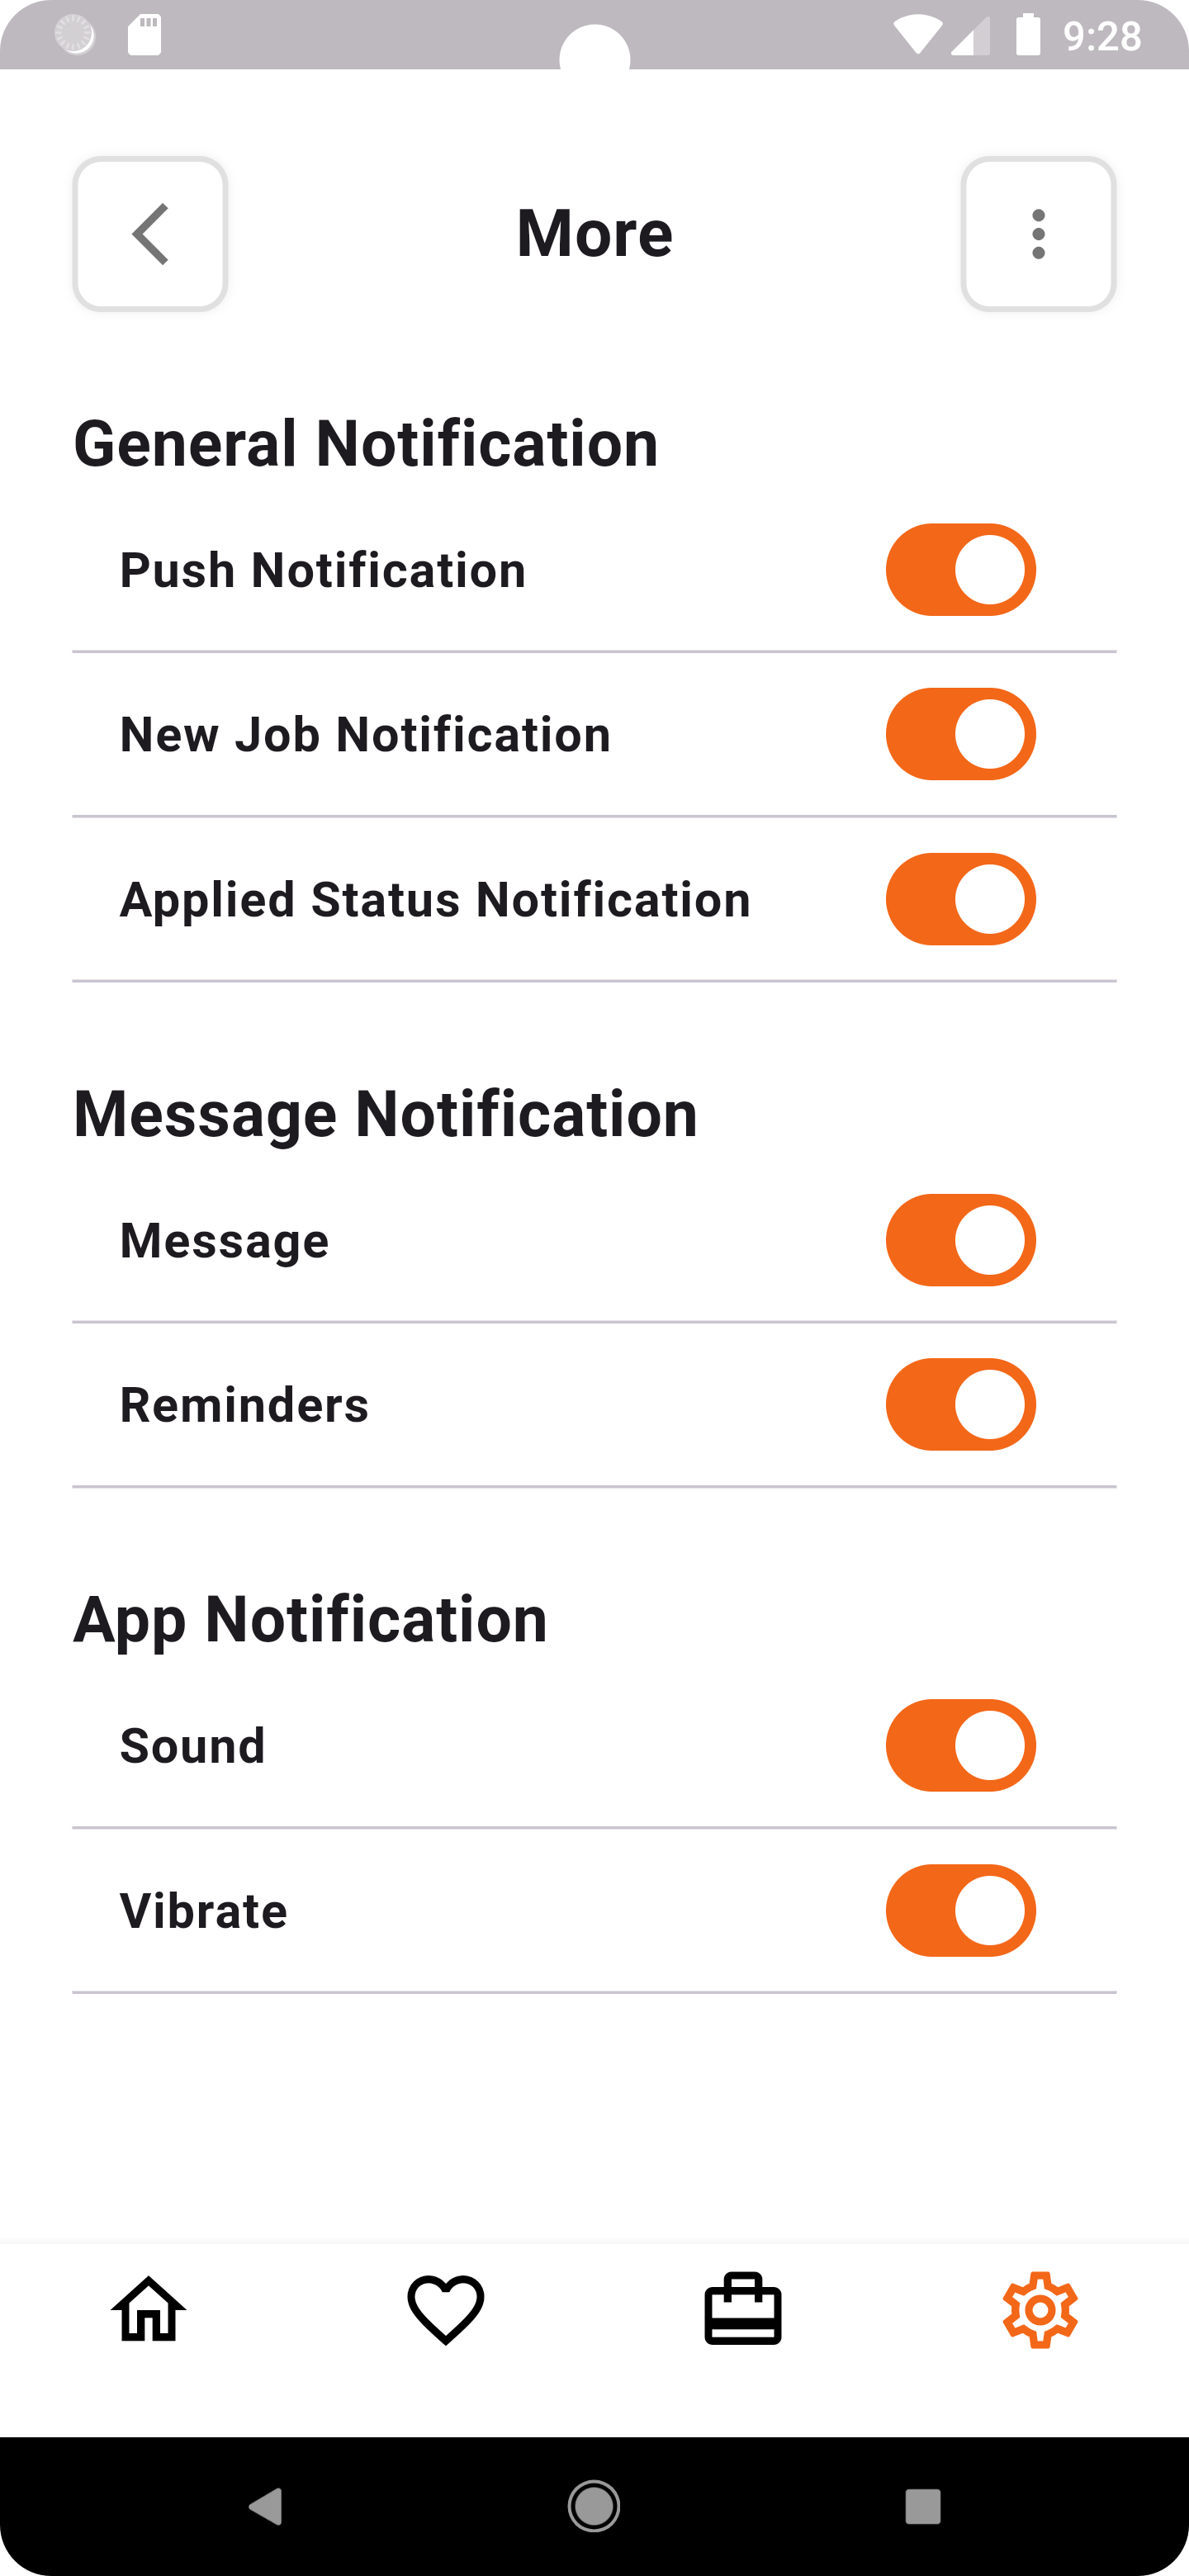 9:28
More
General Notification
Push Notification
New Job Notification
Applied Status Notification
Message Notification
Message
Reminders
App Notification
Sound
Vibrate